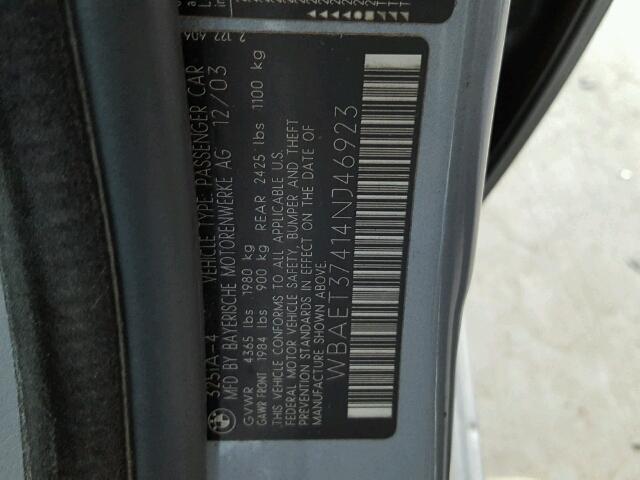 325IA-4 VEHICLE TYPE: PASSENGER CAR
MFD BY BAYERISCHE MOTORENWERKE AG 12/03
GVWR 4365 lbs 1980 kg
GAWR FRONT 1984 lbs 900 kg REAR 2425 lbs 1100 kg
THIS VEHICLE CONFORMS TO ALL APPLICABLE U.S.
FEDERAL MOTOR VEHICLE SAFETY, BUMPER AND THEFT
PREVENTION STANDARDS IN EFFECT ON THE DATE OF
MANUFACTURE SHOWN ABOVE.
WBAET37414NJ46923